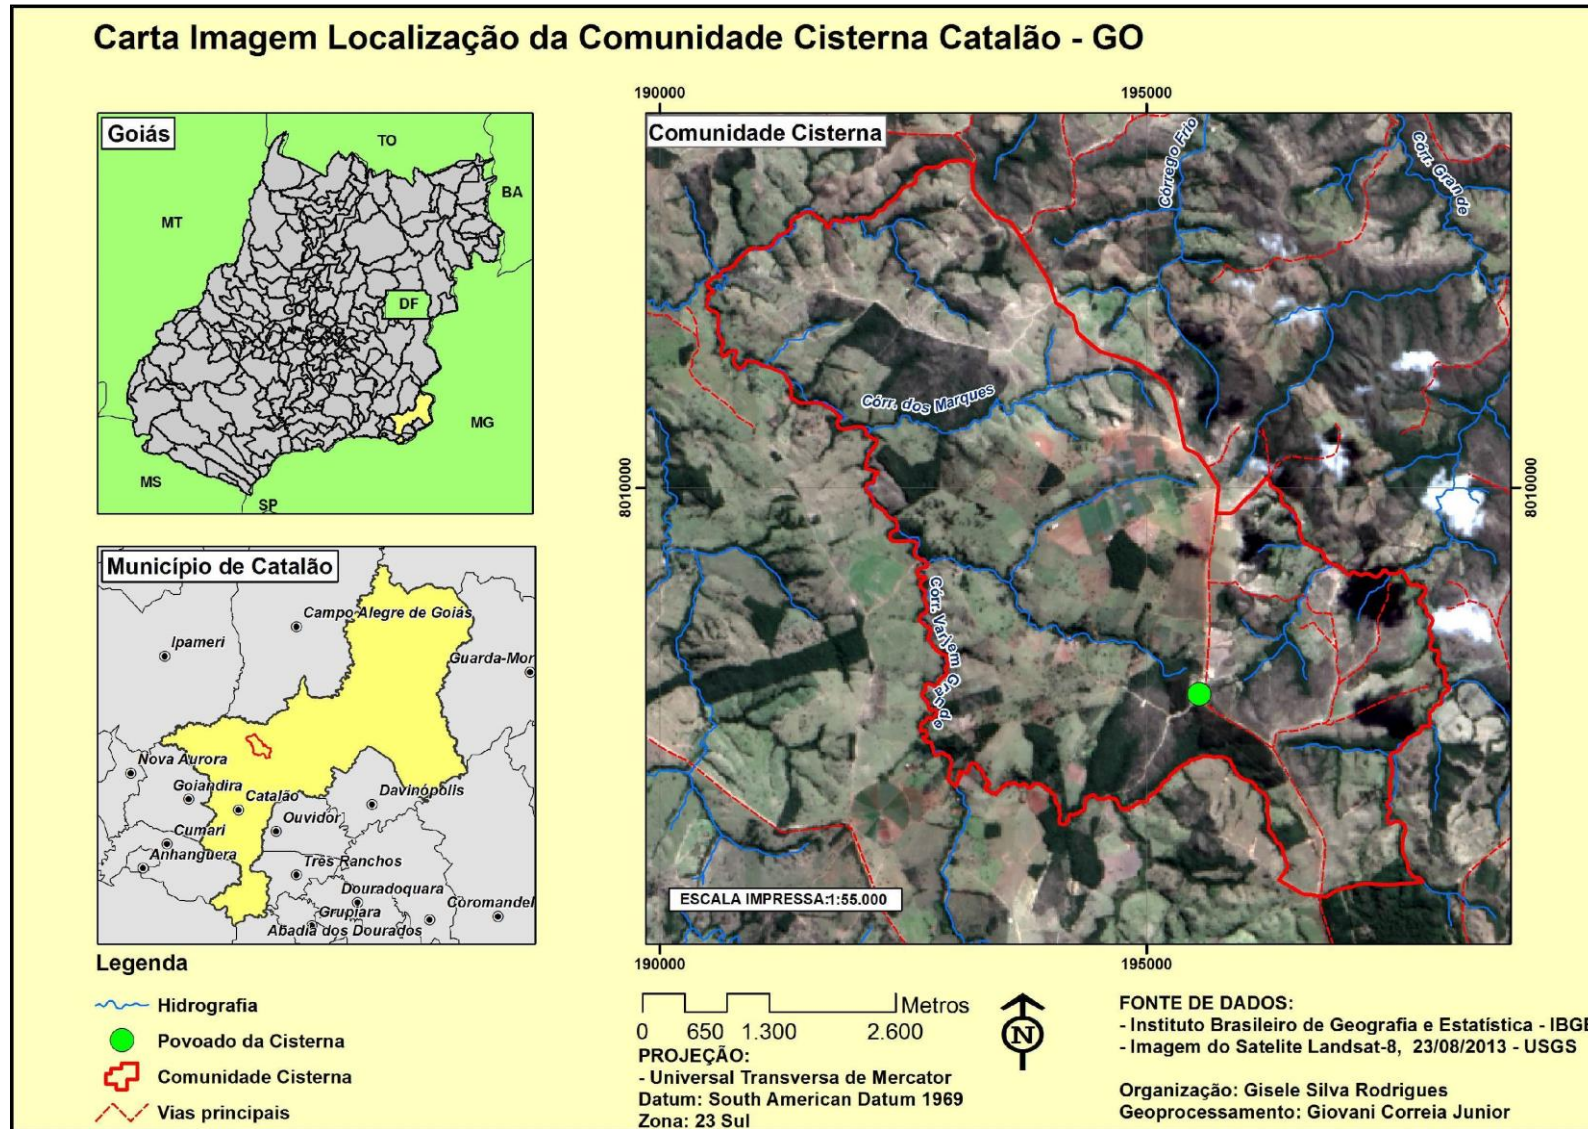 Carta Imagem Localização da Comunidade Cisterna Catalão - GO
Goiás
TO
BA
MT
DF
GO
MG
MS
SP
Município de Catalão
Campo Alegre de Goiás
Ipameri
Guarda-Mor
Nova Aurora
Goiandira
Catalão
Davinópolis
Ouvidor
Cumari
Anhanguera
Três Ranchos
Douradoquara
Coromandel
Grupiara
Abadia dos Dourados
190000
195000
Comunidade Cisterna
Córrego Frio
Córr. Grande
Córr. dos Marques
8010000
8010000
Córr. Varjem Grande
ESCALA IMPRESSA:1:55.000
190000
195000
Legenda
Hidrografia
Povoado da Cisterna
Comunidade Cisterna
Vias principais
Metros
0 650 1.300 2.600
PROJEÇÃO:
- Universal Transversa de Mercator
Datum: South American Datum 1969
Zona: 23 Sul
N
FONTE DE DADOS:
- Instituto Brasileiro de Geografia e Estatística - IBGE
- Imagem do Satelite Landsat-8, 23/08/2013 - USGS
Organização: Gisele Silva Rodrigues
Geoprocessamento: Giovani Correia Junior